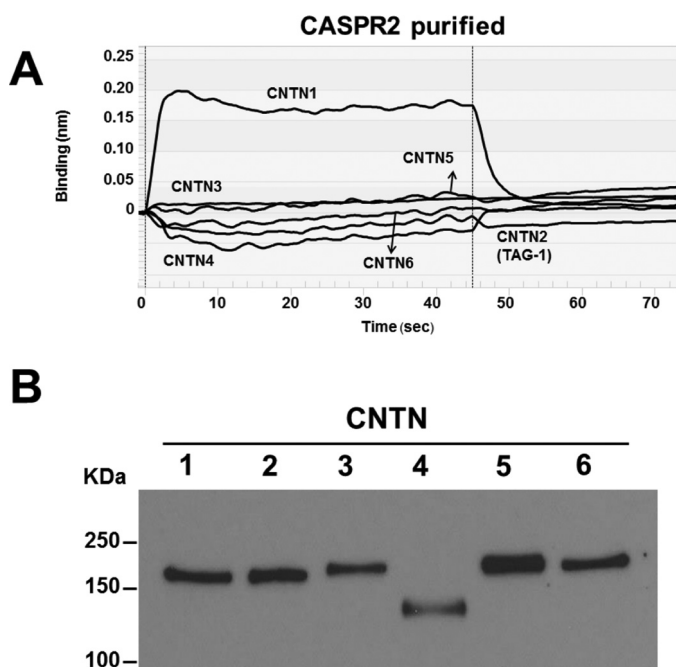 CASPR2 purified
A
0.25
0.20
0.15
0.10
0.05
0
Binding (nm)
CNTN1
CNTN5
CNTN3
CNTN4
CNTN6
CNTN2
(TAG-1)
0 10 20 30 40 50 60 70
Time (sec)
B
CNTN
KDa 1 2 3 4 5 6
250
150
100